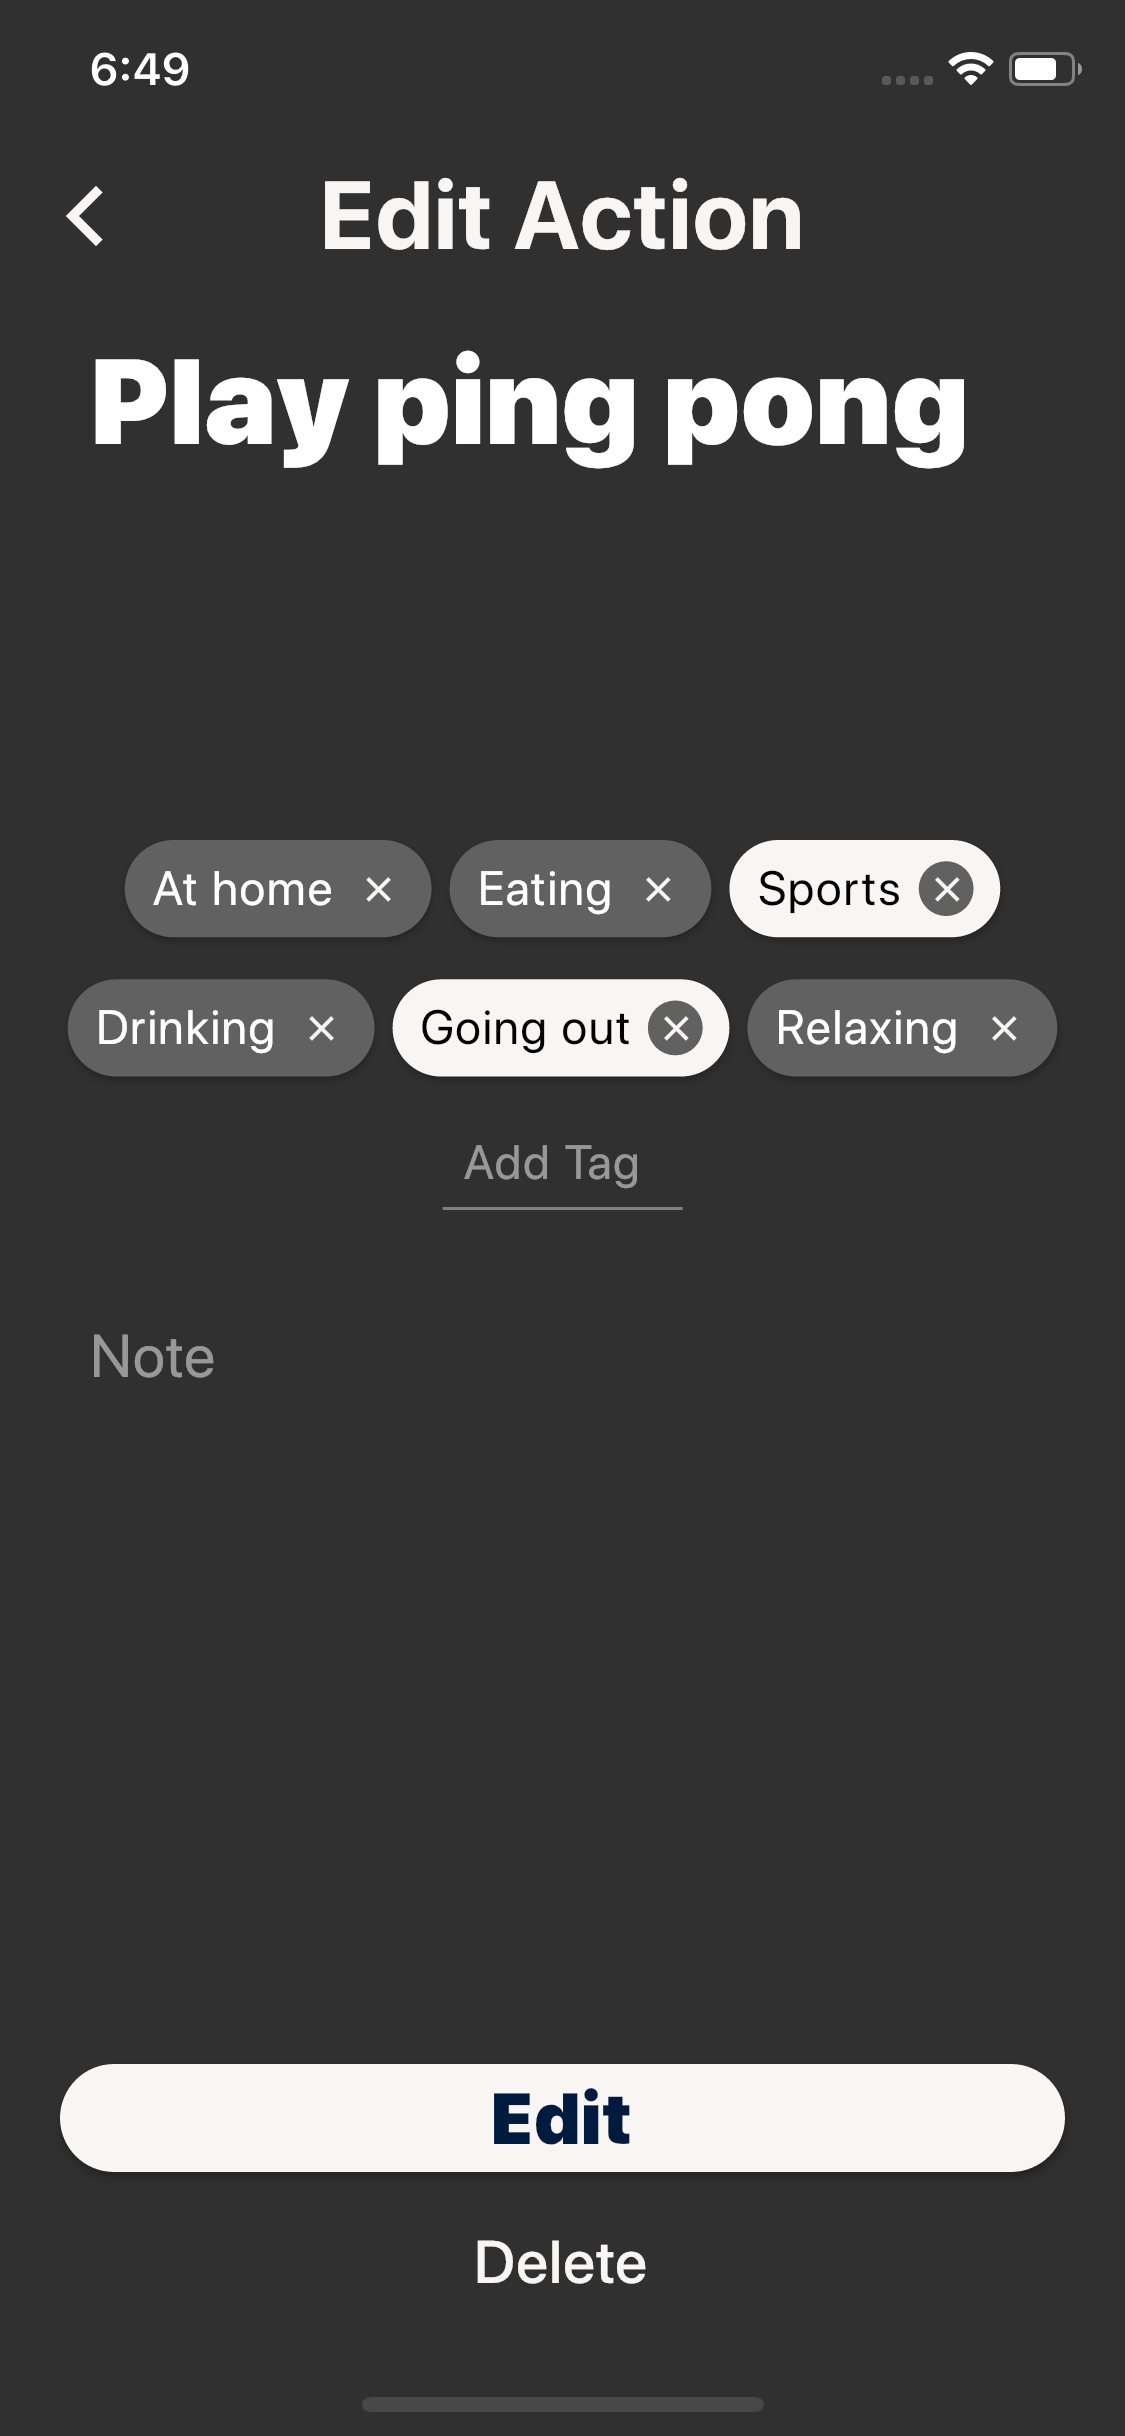 6:49
Edit Action
Play ping pong
At home Eating Sports
Drinking Going out Relaxing
Add Tag
Note
Edit
Delete